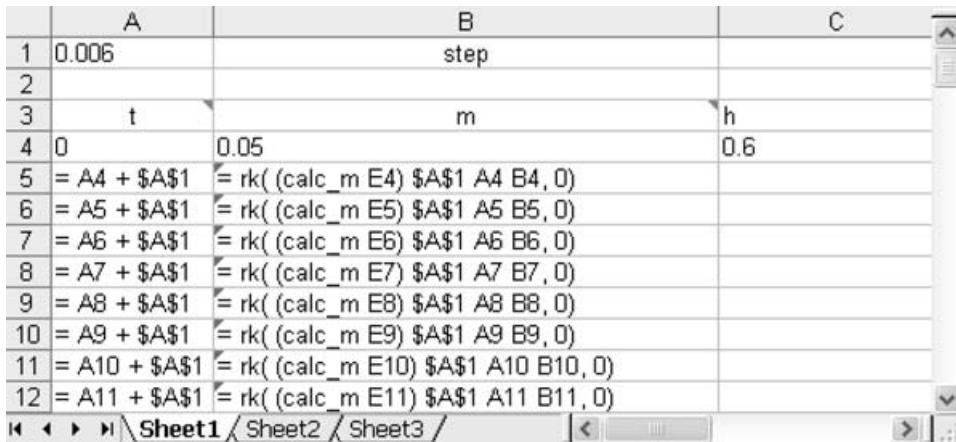 A B C
1 0.006 step
2
3 t m h
4 0 0.05 0.6
5 = A4 + $A$1 = rk( (calc_m E4) $A$1 A4 B4, 0)
6 = A5 + $A$1 = rk( (calc_m E5) $A$1 A5 B5, 0)
7 = A6 + $A$1 = rk( (calc_m E6) $A$1 A6 B6, 0)
8 = A7 + $A$1 = rk( (calc_m E7) $A$1 A7 B7, 0)
9 = A8 + $A$1 = rk( (calc_m E8) $A$1 A8 B8, 0)
10 = A9 + $A$1 = rk( (calc_m E9) $A$1 A9 B9, 0)
11 = A10 + $A$1 = rk( (calc_m E10) $A$1 A10 B10, 0)
12 = A11 + $A$1 = rk( (calc_m E11) $A$1 A11 B11, 0)
Sheet1 / Sheet2 / Sheet3 /